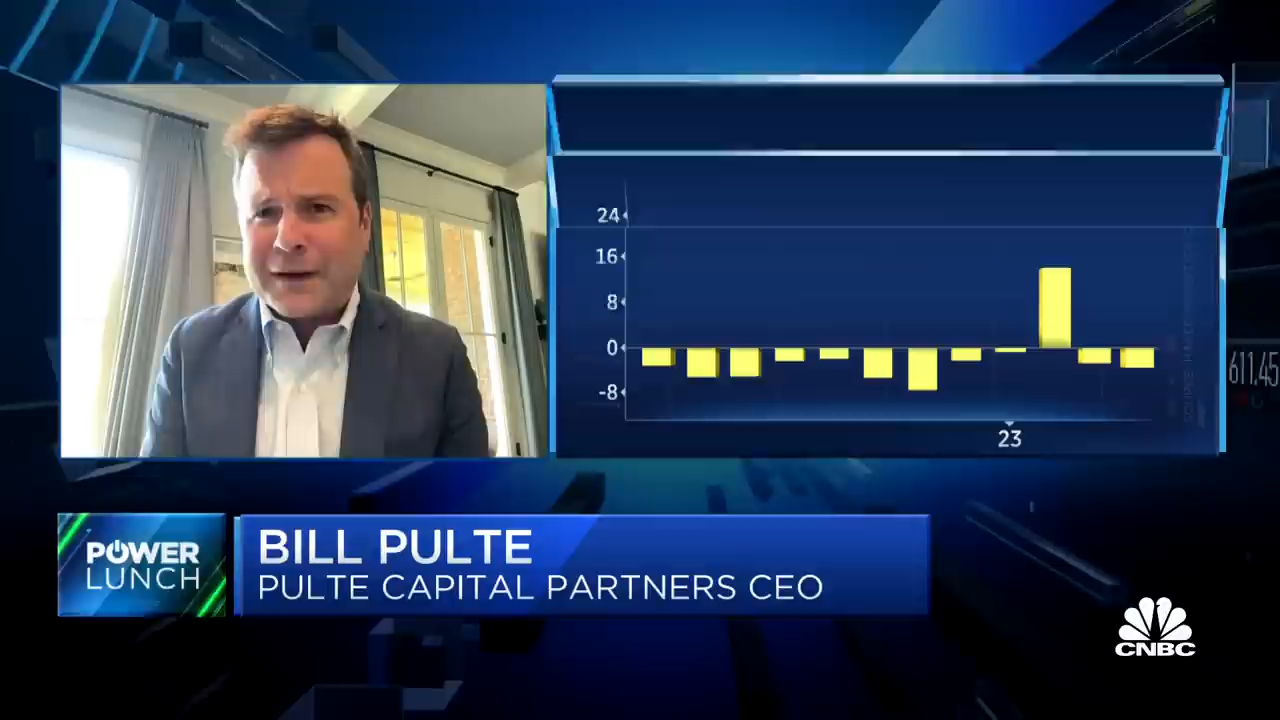 24
16
8
0
-8
23
611.45
POWER
LUNCH
BILL PULTE
PULTE CAPITAL PARTNERS CEO
CNBC